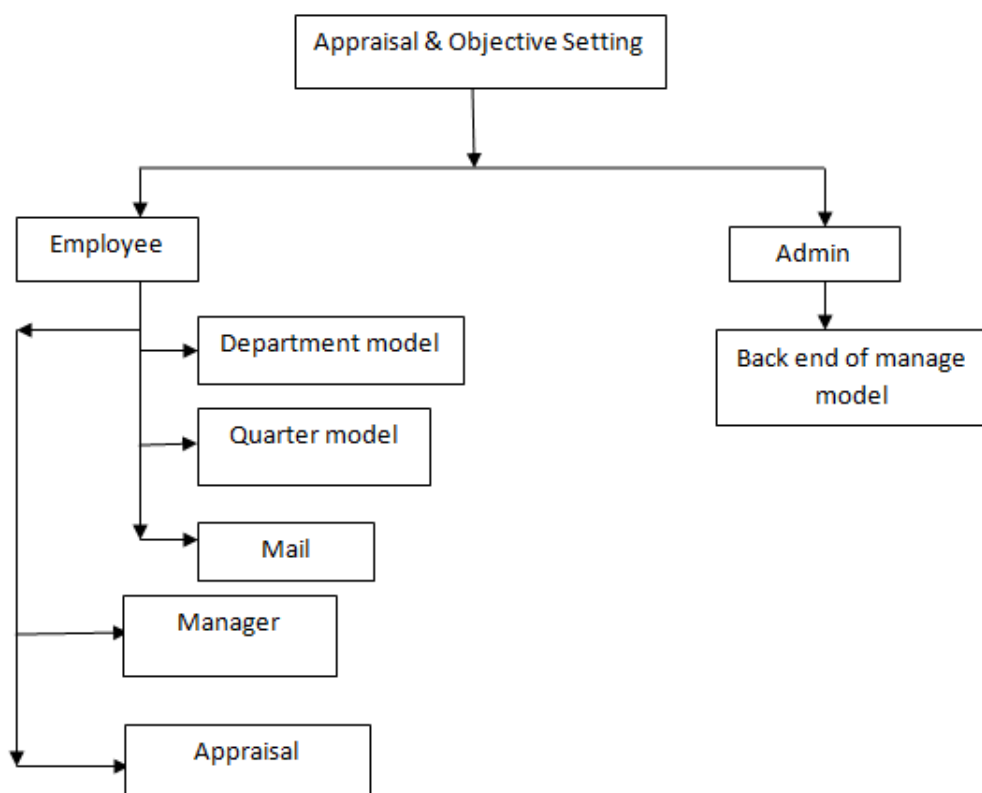 Appraisal & Objective Setting
Employee
Admin
Department model
Back end of manage
model
Quarter model
Mail
Manager
Appraisal